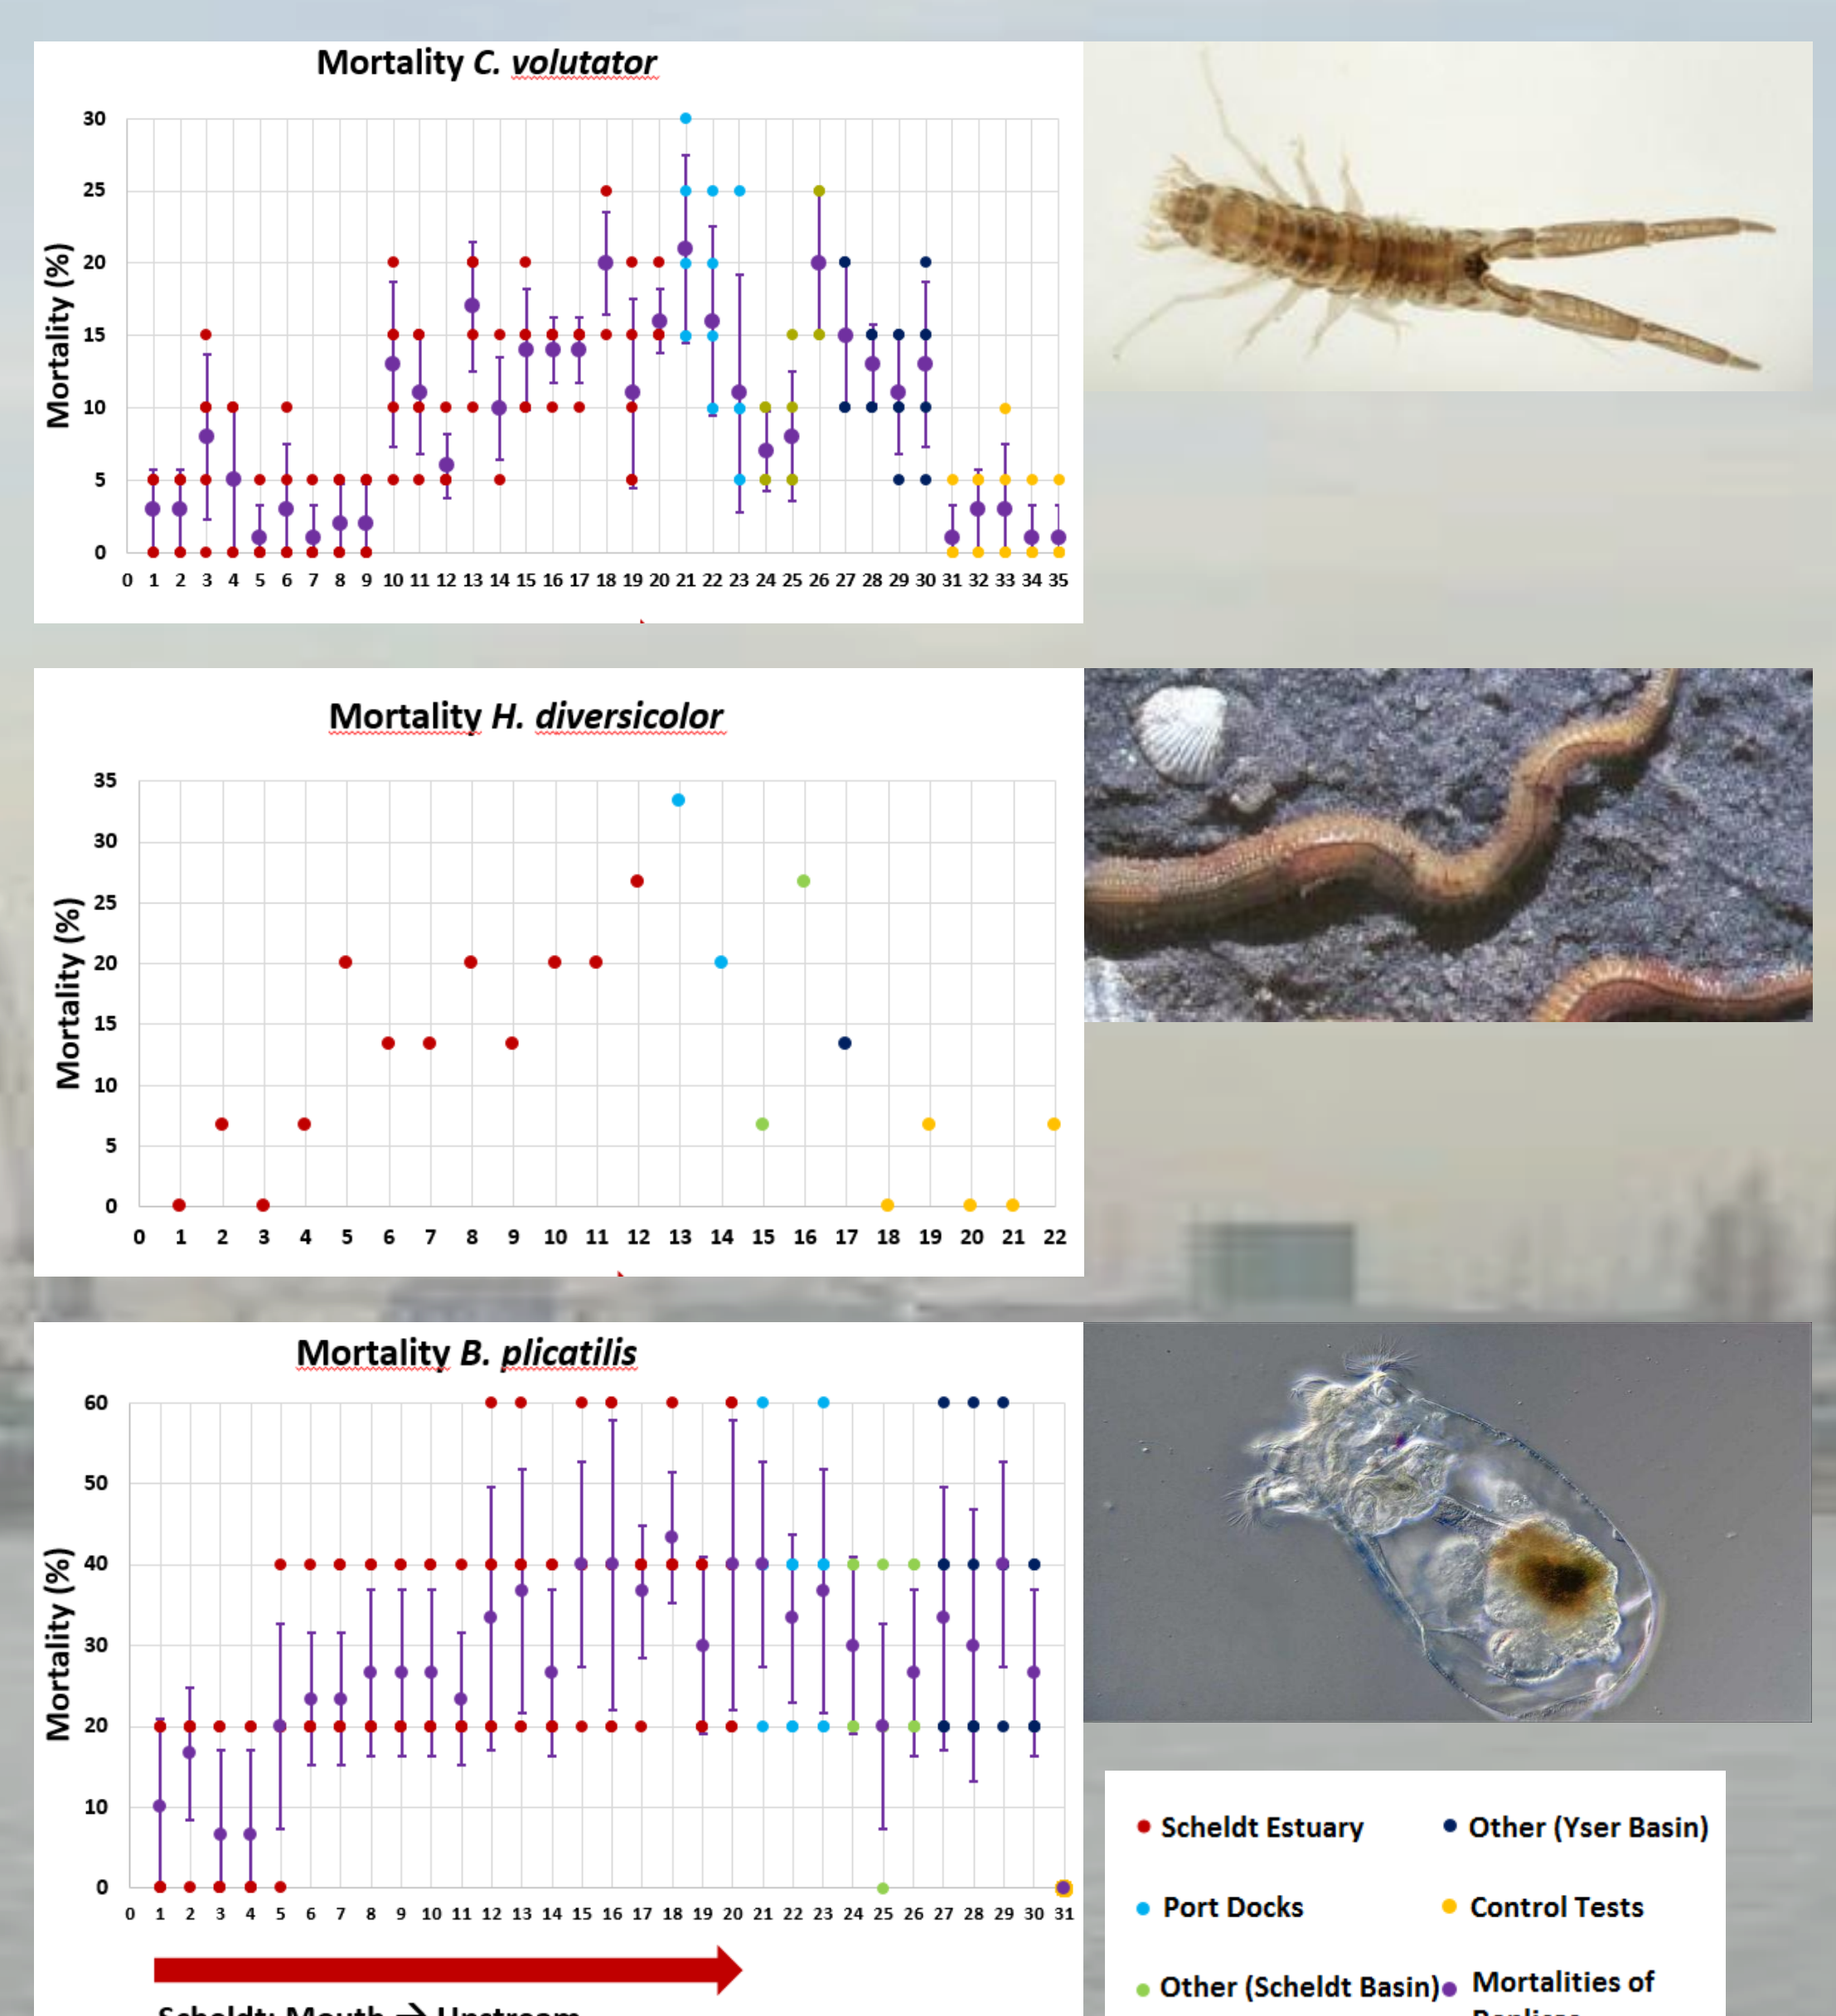 Mortality C. volutator
Mortality (%)
30
25
20
15
10
5
0
0 1 2 3 4 5 6 7 8 9 10 11 12 13 14 15 16 17 18 19 20 21 22 23 24 25 26 27 28 29 30 31 32 33 34 35
Mortality H. diversicolor
Mortality (%)
35
30
25
20
15
10
5
0
0 1 2 3 4 5 6 7 8 9 10 11 12 13 14 15 16 17 18 19 20 21 22
Mortality B. plicatilis
Mortality (%)
60
50
40
30
20
10
0
0 1 2 3 4 5 6 7 8 9 10 11 12 13 14 15 16 17 18 19 20 21 22 23 24 25 26 27 28 29 30 31
Scheldt: Mouth → Upstream
Scheldt Estuary
Other (Yser Basin)
Port Docks
Control Tests
Other (Scheldt Basin)
Mortalities of